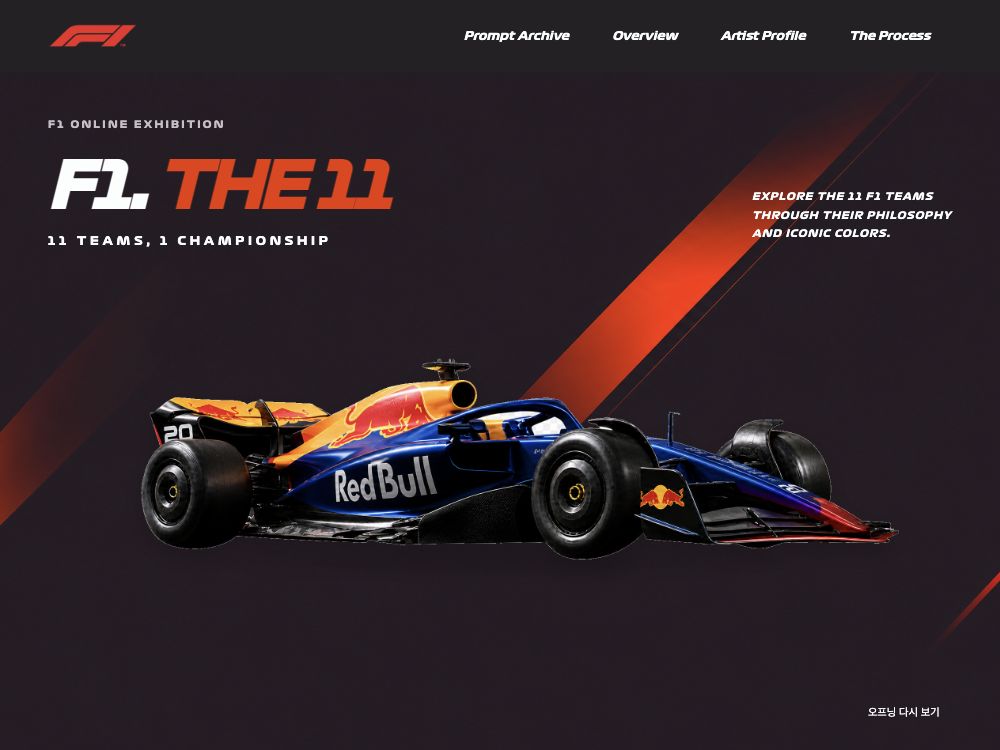 F1
Prompt Archive
Overview
Artist Profile
The Process
F1 ONLINE EXHIBITION
F1. THE 11
11 TEAMS, 1 CHAMPIONSHIP
EXPLORE THE 11 F1 TEAMS
THROUGH THEIR PHILOSOPHY
AND ICONIC COLORS.
20
Red Bull
오프닝 다시 보기